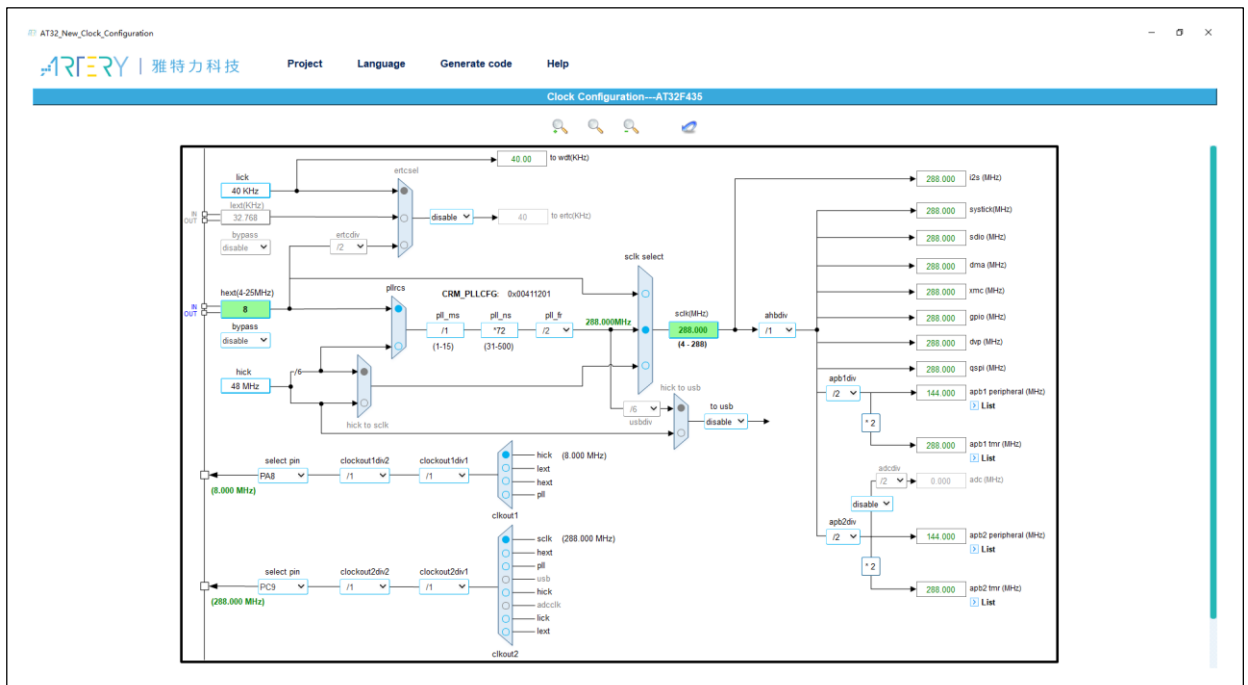 AT32_New_Clock_Configuration
ARTERY 雅特力科技 Project Language Generate code Help
Clock Configuration---AT32F435
40.00 to wdt(KHz)
lick
40 KHz
ertcsel
lext(KHz)
IN
OUT
32.768
bypass
disable
ertcdiv
/2
disable
40 to ertc(KHz)
288.000 i2s (MHz)
288.000 systick(MHz)
288.000 sdio (MHz)
288.000 dma (MHz)
288.000 xmc (MHz)
288.000 gpio (MHz)
288.000 dvp (MHz)
288.000 qspi (MHz)
sclk select
hext(4-25MHz)
IN
OUT
8
bypass
disable
pllrcs
CRM_PLLCFG: 0x00411201
pll_ms pll_ns pll_fr
/1 *72 /2
(1-15) (31-500)
288.000MHz
sclk(MHz)
288.000
(4 - 288)
ahbdiv
/1
hick
48 MHz
/6
hick to sclk
hick to usb
/6
usbdiv
to usb
disable
apb1div
/2
144.000 apb1 peripheral (MHz)
List
* 2
288.000 apb1 tmr (MHz)
List
adcdiv
/2
0.000 adc (MHz)
disable
apb2div
/2
144.000 apb2 peripheral (MHz)
List
* 2
288.000 apb2 tmr (MHz)
List
select pin clockout1div2 clockout1div1
PA8 /1 /1
(8.000 MHz)
hick (8.000 MHz)
lext
hext
pll
clkout1
select pin clockout2div2 clockout2div1
PC9 /1 /1
(288.000 MHz)
sclk (288.000 MHz)
hext
pll
usb
hick
adcclk
lick
lext
clkout2